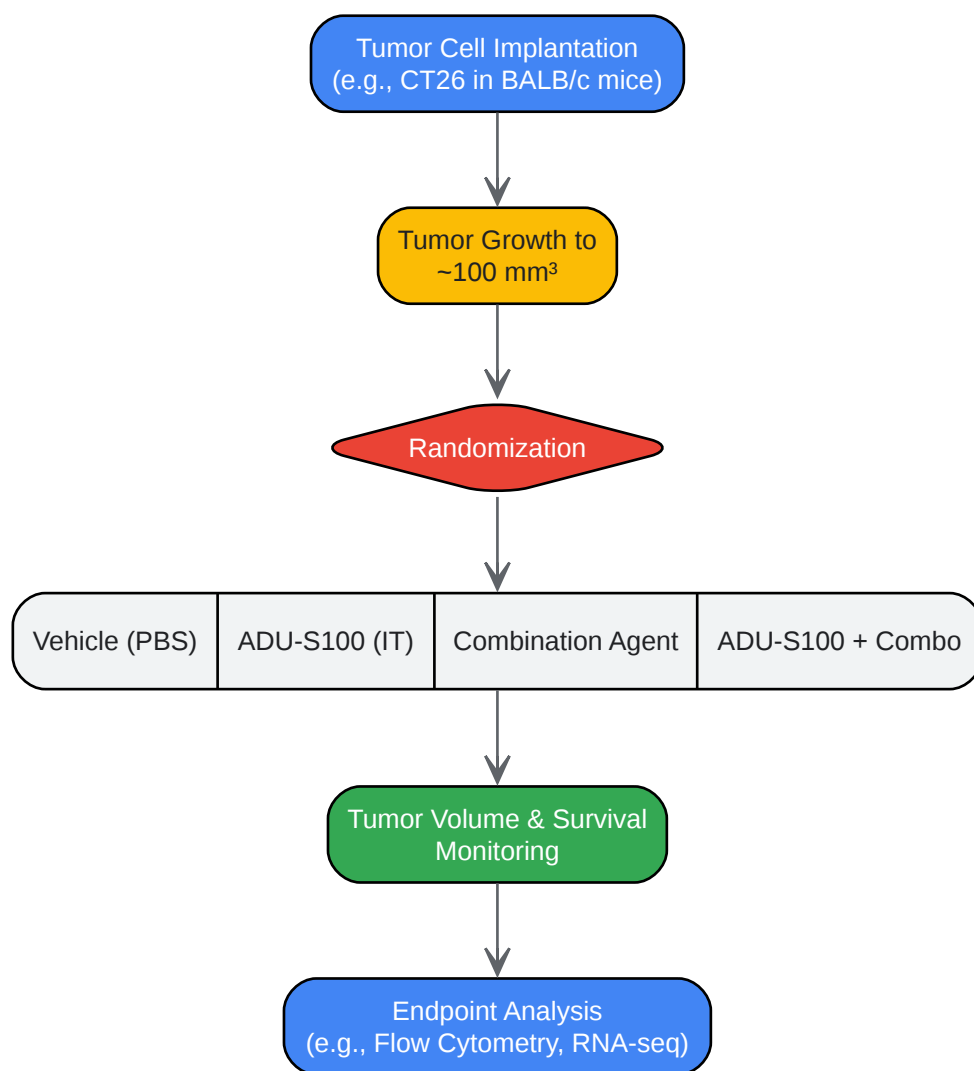 Tumor Cell Implantation
(e.g., CT26 in BALB/c mice)
Tumor Growth to
~100 mm³
Randomization
Vehicle (PBS)
ADU-S100 (IT)
Combination Agent
ADU-S100 + Combo
Tumor Volume & Survival
Monitoring
Endpoint Analysis
(e.g., Flow Cytometry, RNA-seq)